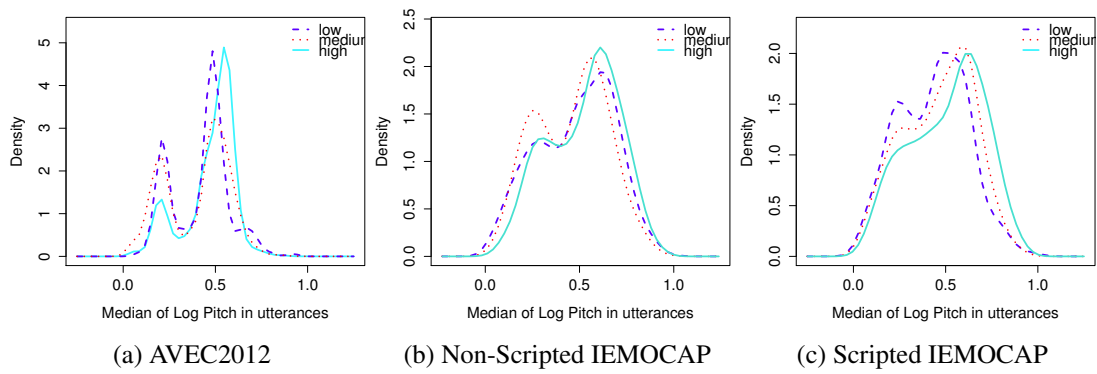 low
medium
high
Density
0 1 2 3 4 5
0.0 0.5 1.0
Median of Log Pitch in utterances
(a) AVEC2012
low
medium
high
Density
0.0 0.5 1.0 1.5 2.0 2.5
0.0 0.5 1.0
Median of Log Pitch in utterances
(b) Non-Scripted IEMOCAP
low
medium
high
Density
0.0 0.5 1.0 1.5 2.0
0.0 0.5 1.0
Median of Log Pitch in utterances
(c) Scripted IEMOCAP